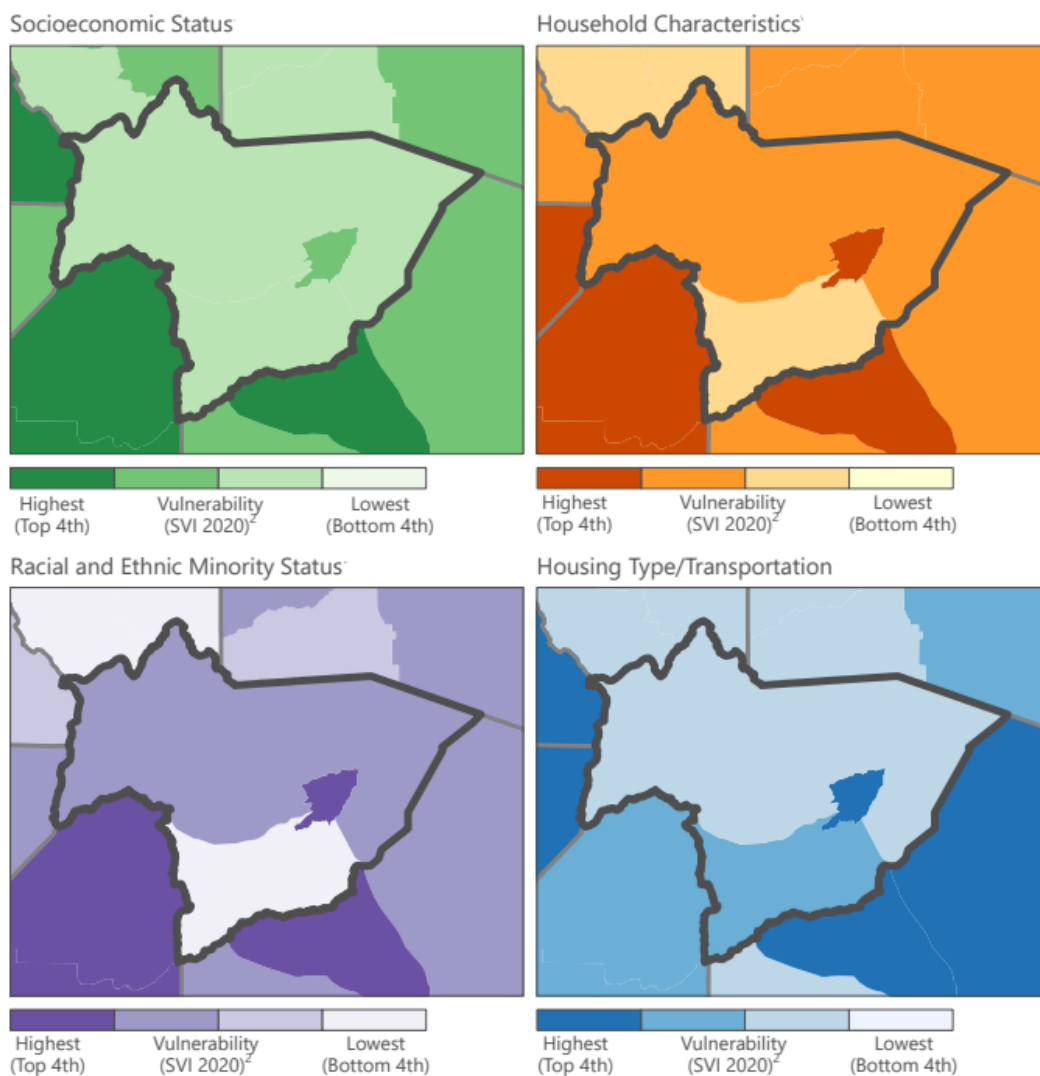 Socioeconomic Status
Household Characteristics
Highest
(Top 4th)
Vulnerability
(SVI 2020)²
Lowest
(Bottom 4th)
Highest
(Top 4th)
Vulnerability
(SVI 2020)²
Lowest
(Bottom 4th)
Racial and Ethnic Minority Status
Housing Type/Transportation
Highest
(Top 4th)
Vulnerability
(SVI 2020)²
Lowest
(Bottom 4th)
Highest
(Top 4th)
Vulnerability
(SVI 2020)²
Lowest
(Bottom 4th)